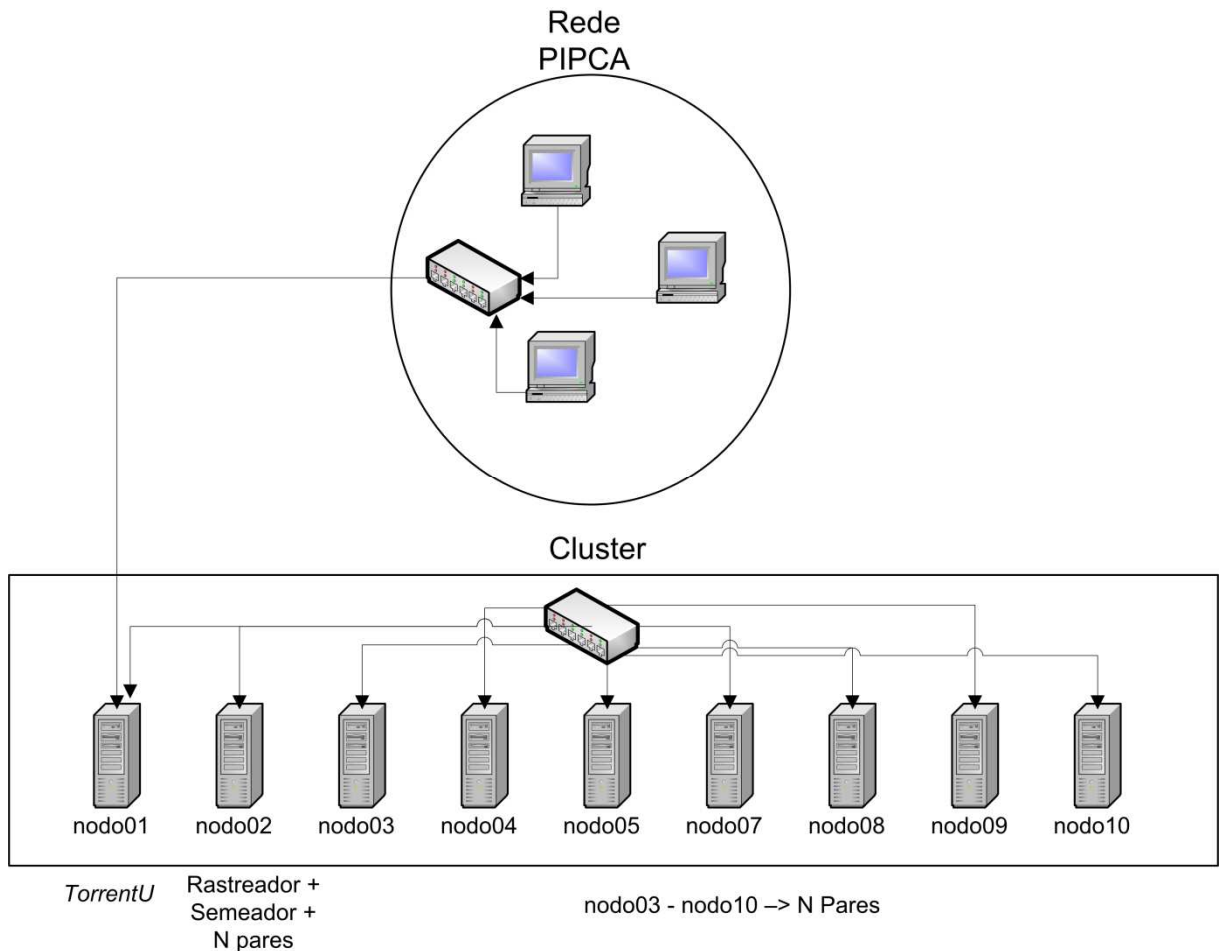 Rede
PIPCA
Cluster
nodo01 nodo02 nodo03 nodo04 nodo05 nodo07 nodo08 nodo09 nodo10
TorrentU
Rastreador +
Semeador +
N pares
nodo03 - nodo10 –> N Pares